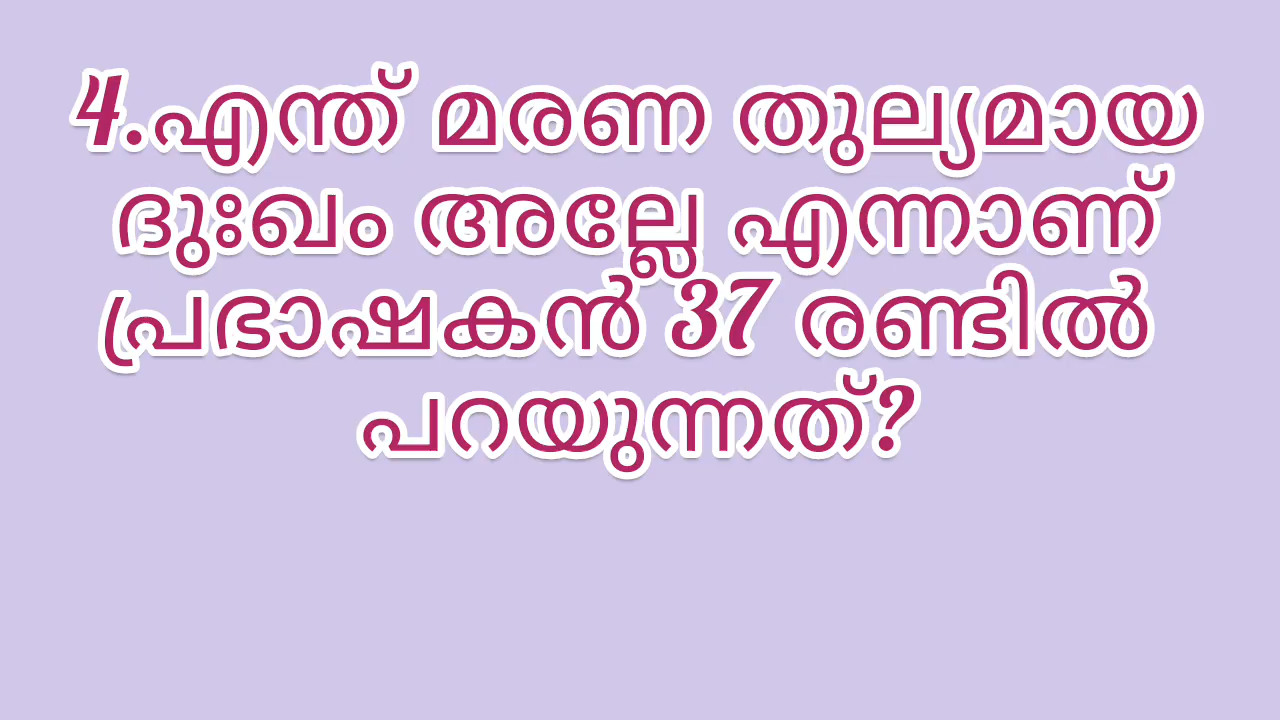 4.എന്ത് മരണ തുല്യമായ
ദുഃഖം അല്ലേ എന്നാണ്
പ്രഭാഷകൻ 37 രണ്ടിൽ
പറയുന്നത്?